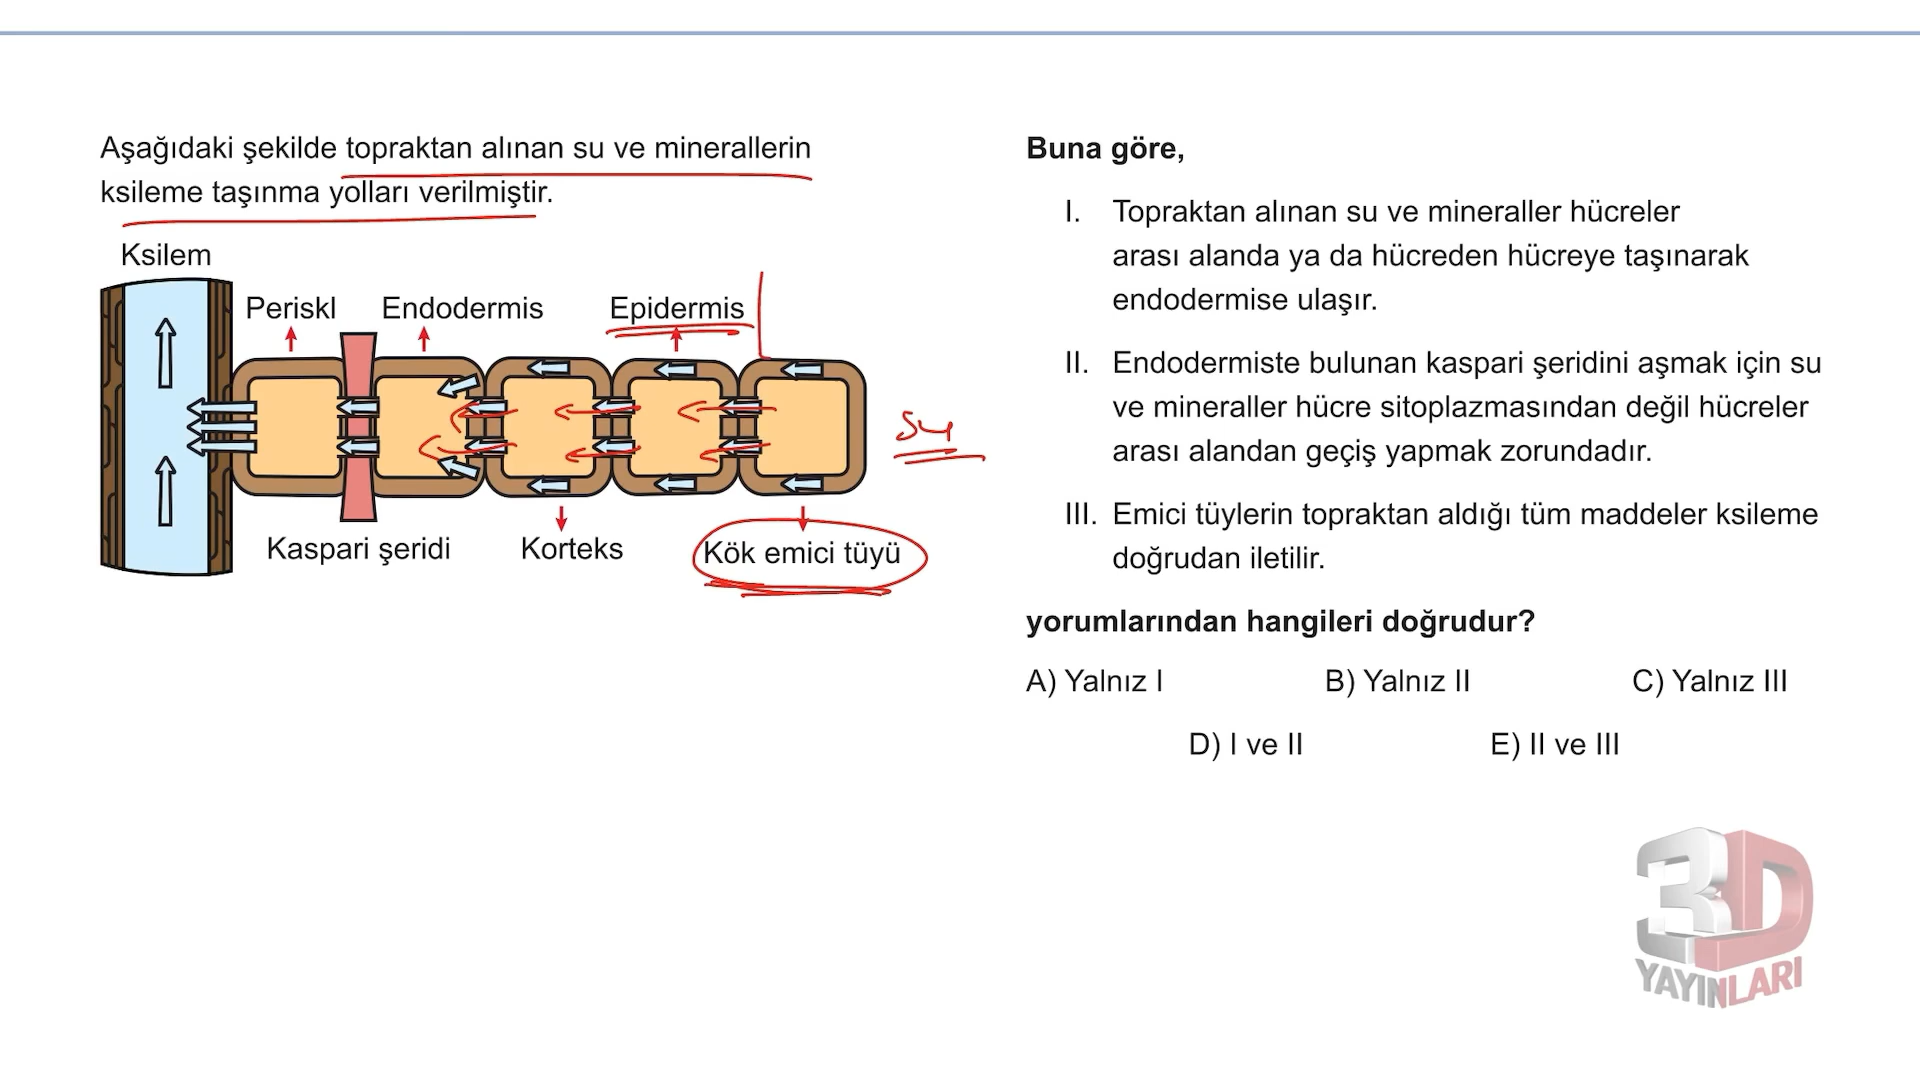 Aşağıdaki şekilde topraktan alınan su ve minerallerin
ksileme taşınma yolları verilmiştir.
Ksilem
Periskl Endodermis Epidermis
su
Kaspari şeridi Korteks Kök emici tüyü
Buna göre,
I. Topraktan alınan su ve mineraller hücreler
arası alanda ya da hücreden hücreye taşınarak
endodermise ulaşır.
II. Endodermiste bulunan kaspari şeridini aşmak için su
ve mineraller hücre sitoplazmasından değil hücreler
arası alandan geçiş yapmak zorundadır.
III. Emici tüylerin topraktan aldığı tüm maddeler ksileme
doğrudan iletilir.
yorumlarından hangileri doğrudur?
A) Yalnız I B) Yalnız II C) Yalnız III
D) I ve II E) II ve III
3D
YAYINLARI